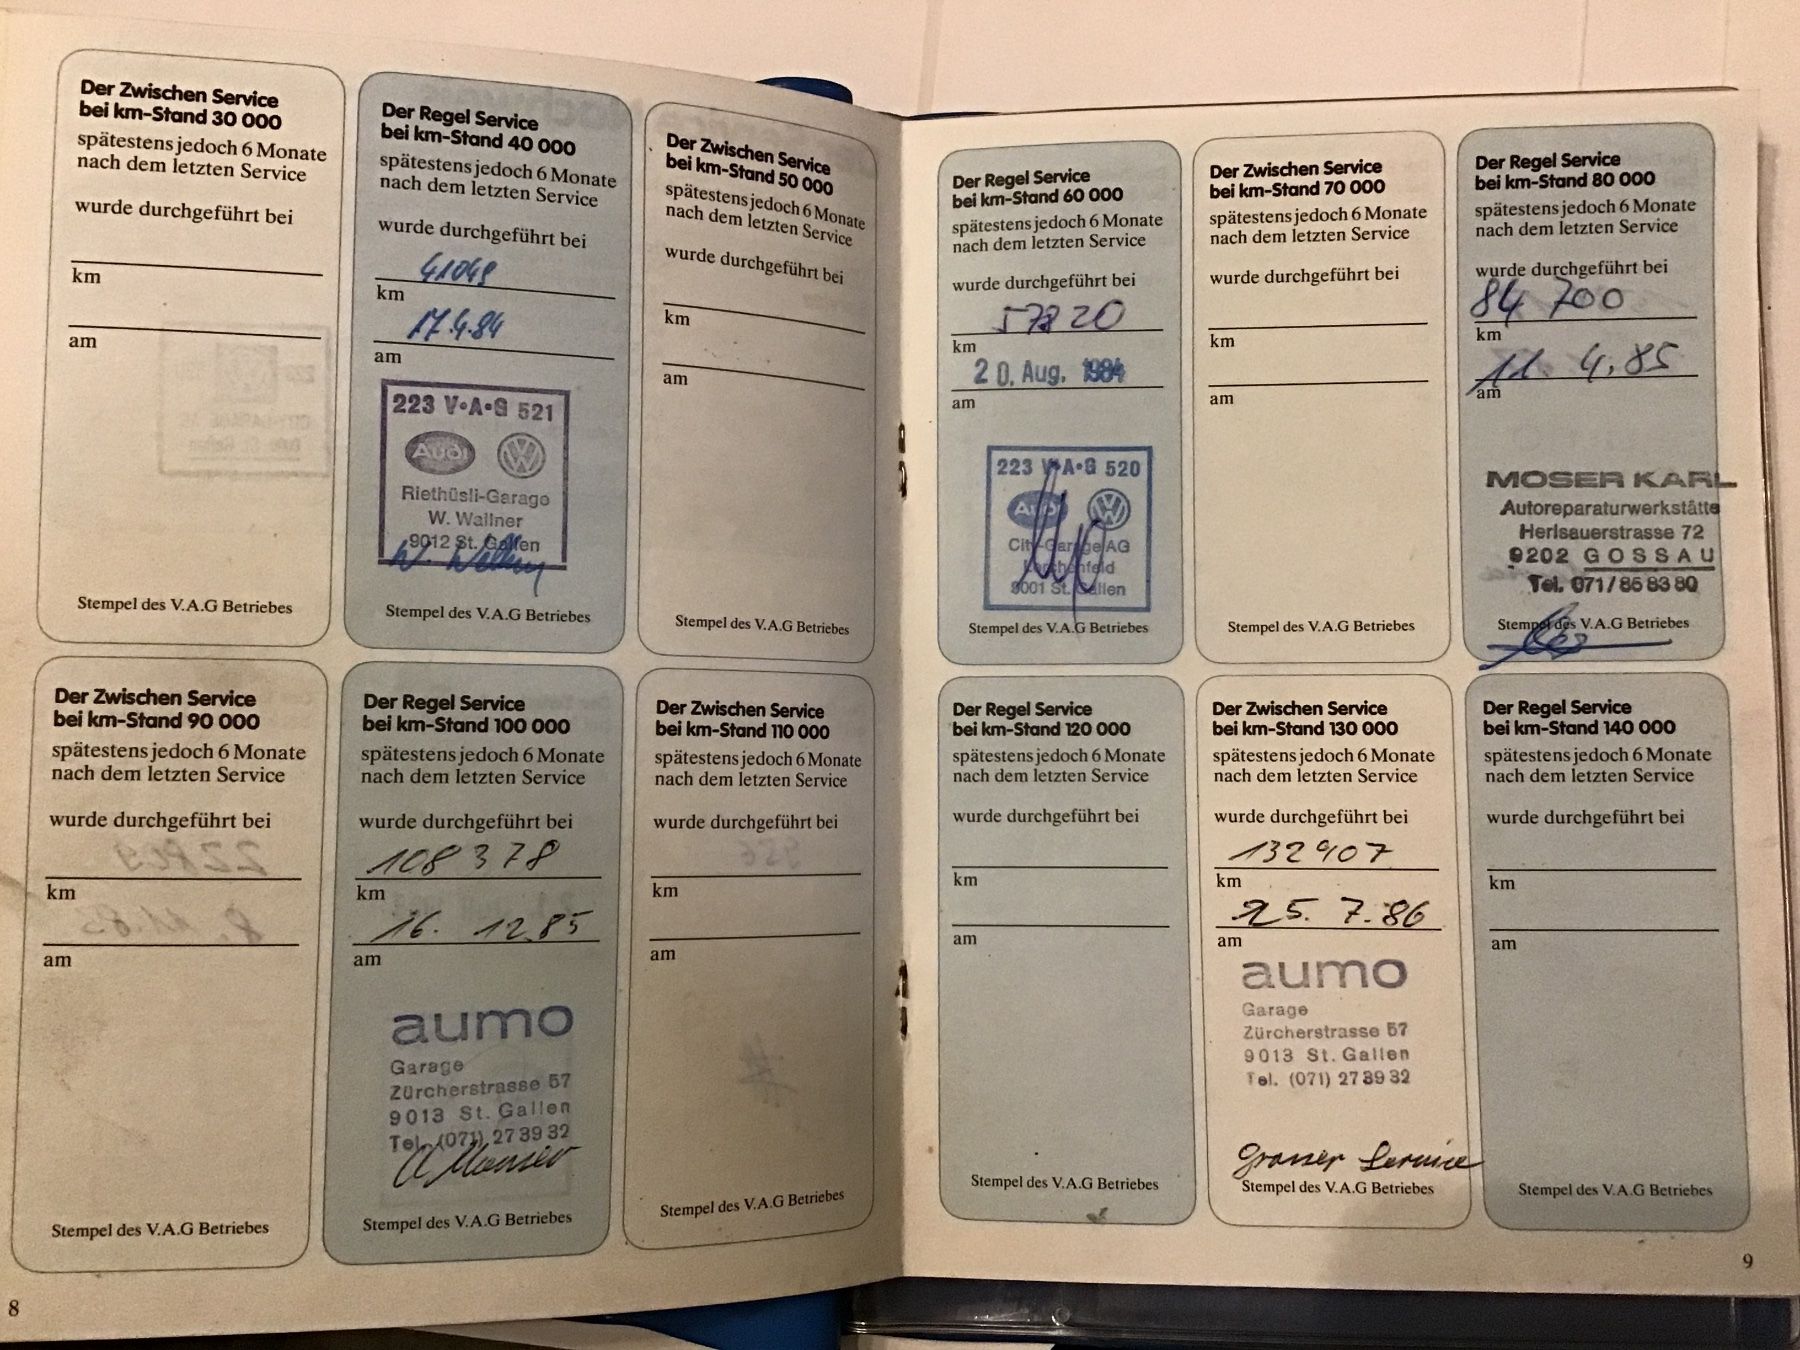 Der Zwischen Service
bei km-Stand 30 000
spätestens jedoch 6 Monate
nach dem letzten Service
wurde durchgeführt bei
km
am
Stempel des V.A.G Betriebes
Der Regel Service
bei km-Stand 40 000
spätestens jedoch 6 Monate
nach dem letzten Service
wurde durchgeführt bei
41049
km
17.4.84
am
223 V•A•G 521
Audi
Riethüsli-Garage
W. Wallner
9012 St. Gallen
Stempel des V.A.G Betriebes
Der Zwischen Service
bei km-Stand 50 000
spätestens jedoch 6 Monate
nach dem letzten Service
wurde durchgeführt bei
km
am
Stempel des V.A.G Betriebes
Der Regel Service
bei km-Stand 60 000
spätestens jedoch 6 Monate
nach dem letzten Service
wurde durchgeführt bei
km
20. Aug. 1984
am
223 V•A•G 520
Audi
City-Garage AG
9001 St. Gallen
Stempel des V.A.G Betriebes
Der Zwischen Service
bei km-Stand 70 000
spätestens jedoch 6 Monate
nach dem letzten Service
wurde durchgeführt bei
km
am
Stempel des V.A.G Betriebes
Der Regel Service
bei km-Stand 80 000
spätestens jedoch 6 Monate
nach dem letzten Service
wurde durchgeführt bei
84 700
km
11. 4. 85
am
MOSER KARL
Autoreparaturwerkstätte
Herisauerstrasse 72
9202 GOSSAU
Tel. 071/85 83 80
Stempel des V.A.G Betriebes
Der Zwischen Service
bei km-Stand 90 000
spätestens jedoch 6 Monate
nach dem letzten Service
wurde durchgeführt bei
km
am
Stempel des V.A.G Betriebes
Der Regel Service
bei km-Stand 100 000
spätestens jedoch 6 Monate
nach dem letzten Service
wurde durchgeführt bei
108 378
km
16. 12.85
am
aumo
Garage
Zürcherstrasse 57
9013 St. Gallen
Tel. (071) 27 39 32
Stempel des V.A.G Betriebes
Der Zwischen Service
bei km-Stand 110 000
spätestens jedoch 6 Monate
nach dem letzten Service
wurde durchgeführt bei
km
am
Stempel des V.A.G Betriebes
Der Regel Service
bei km-Stand 120 000
spätestens jedoch 6 Monate
nach dem letzten Service
wurde durchgeführt bei
km
am
Stempel des V.A.G Betriebes
Der Zwischen Service
bei km-Stand 130 000
spätestens jedoch 6 Monate
nach dem letzten Service
wurde durchgeführt bei
132907
km
25. 7. 86
am
aumo
Garage
Zürcherstrasse 57
9013 St. Gallen
Tel. (071) 27 39 32
Grosser Service
Stempel des V.A.G Betriebes
Der Regel Service
bei km-Stand 140 000
spätestens jedoch 6 Monate
nach dem letzten Service
wurde durchgeführt bei
km
am
Stempel des V.A.G Betriebes
8
9